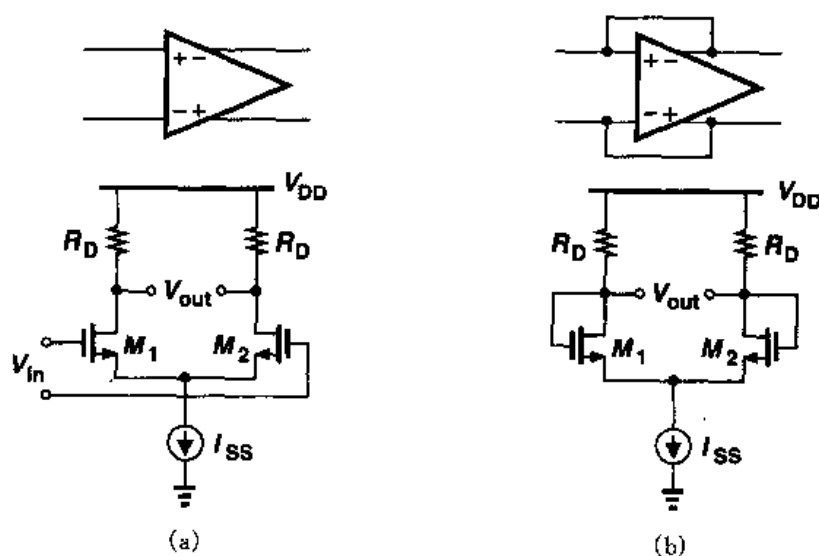 + -
- +
V_DD
R_D
R_D
V_out
V_in
M_1
M_2
I_SS
(a)
+ -
- +
V_DD
R_D
R_D
V_out
M_1
M_2
I_SS
(b)